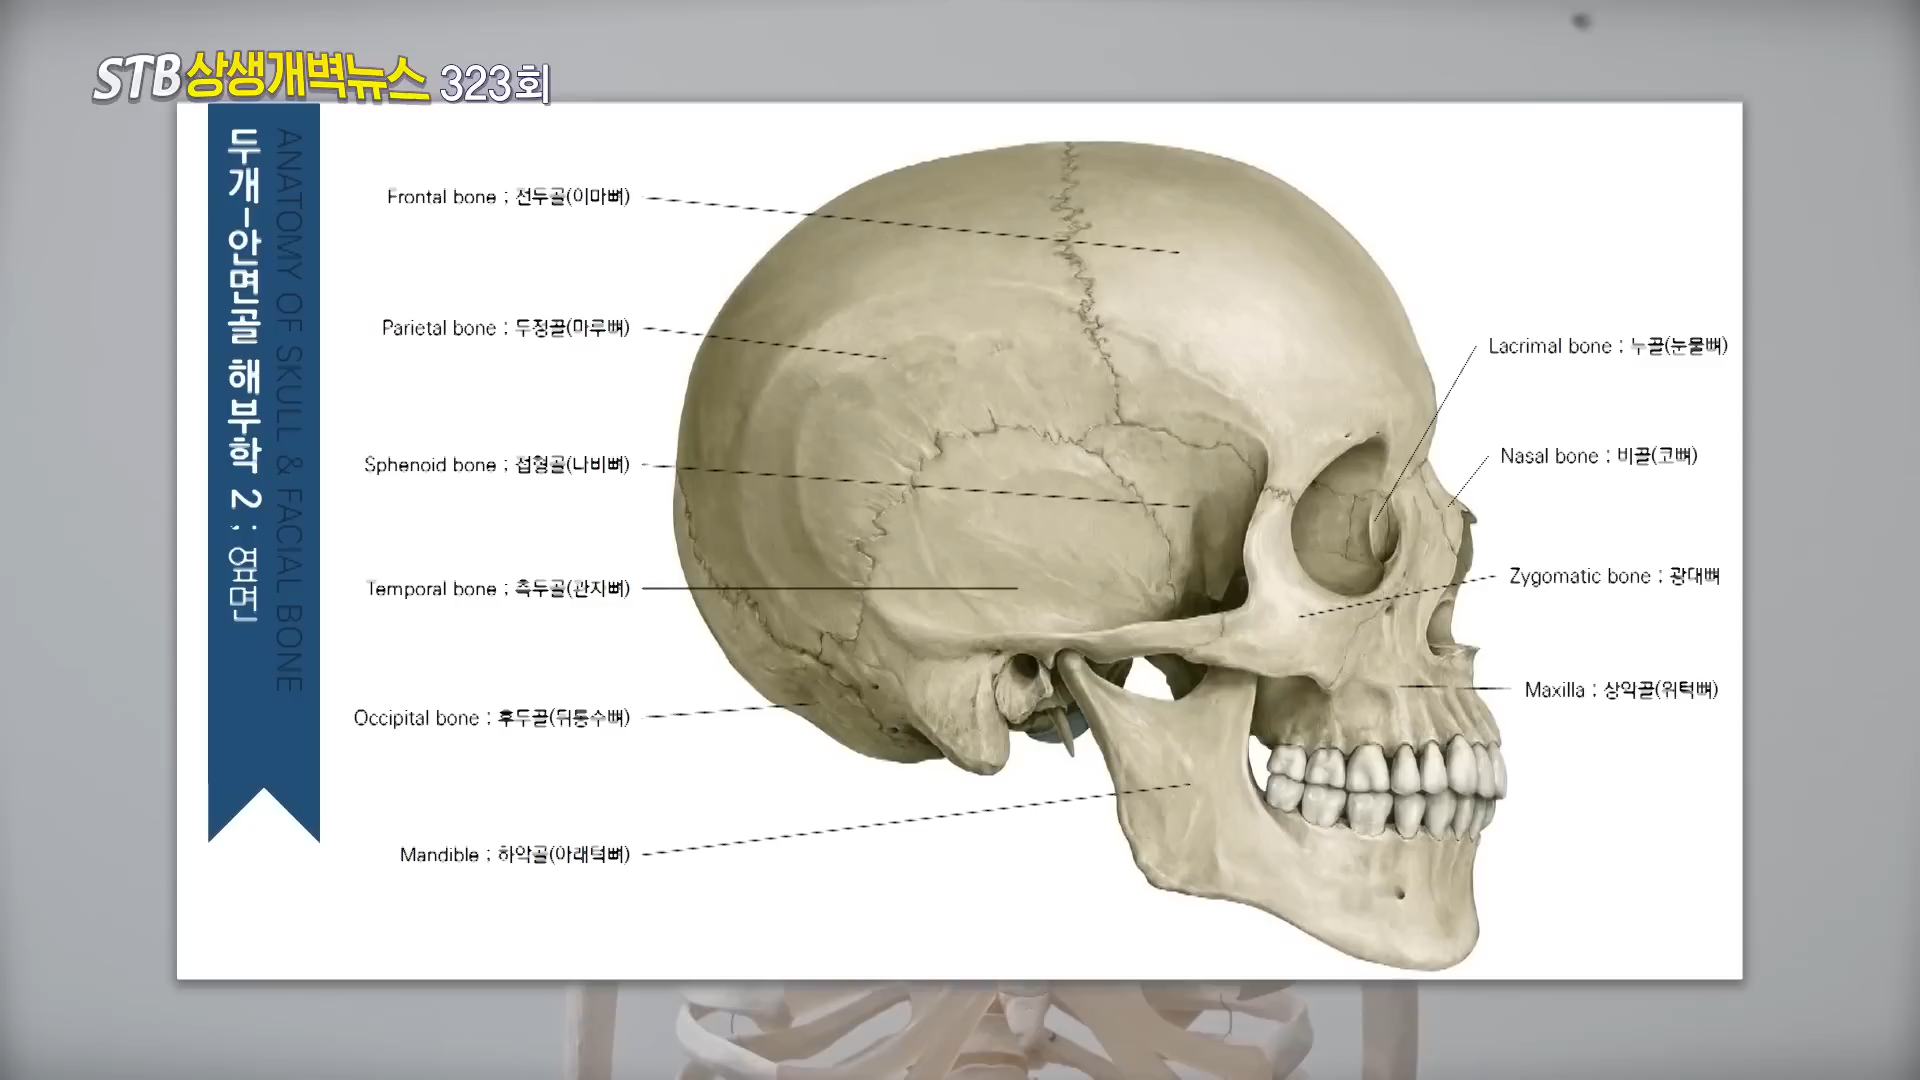 STB상생개벽뉴스 323회
두개-안면골 해부학 2 ; 옆면
ANATOMY OF SKULL & FACIAL BONE
Frontal bone ; 전두골(이마뼈)
Parietal bone ; 두정골(마루뼈)
Sphenoid bone ; 접형골(나비뼈)
Temporal bone ; 측두골(관자뼈)
Occipital bone ; 후두골(뒤통수뼈)
Mandible ; 하악골(아래턱뼈)
Lacrimal bone ; 누골(눈물뼈)
Nasal bone ; 비골(코뼈)
Zygomatic bone ; 광대뼈
Maxilla ; 상악골(위턱뼈)